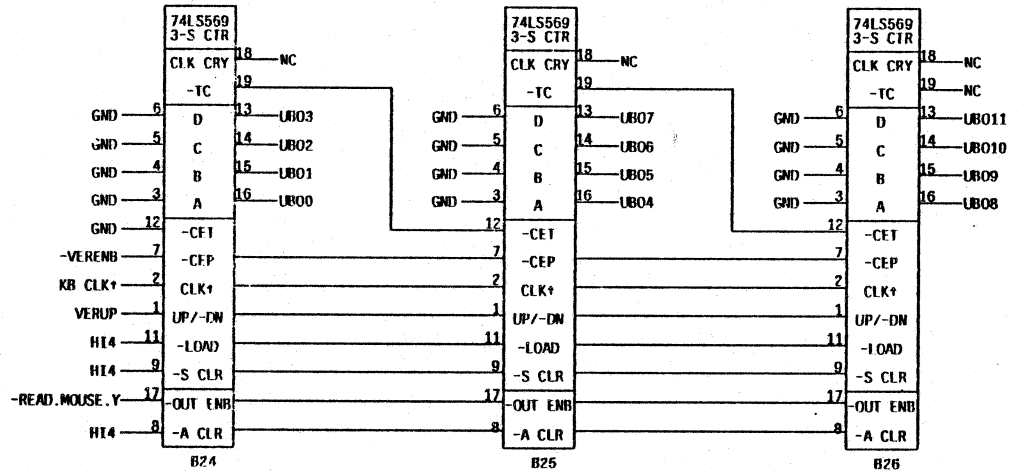 74LS569 74LS569 74LS569
3-S CTR 3-S CTR 3-S CTR
CLK CRY 18 NC CLK CRY 18 NC CLK CRY 18 NC
-TC 19 -TC 19 -TC 19 NC
GND 6 D 13 UB03 GND 6 D 13 UB07 GND 6 D 13 UB011
GND 5 C 14 UB02 GND 5 C 14 UB06 GND 5 C 14 UB010
GND 4 B 15 UB01 GND 4 B 15 UB05 GND 4 B 15 UB09
GND 3 A 16 UB00 GND 3 A 16 UB04 GND 3 A 16 UB08
GND 12 -CET 12 -CET 12 -CET
-VERENB 7 -CEP 7 -CEP 7 -CEP
KB CLK↑ 2 CLK↑ 2 CLK↑ 2 CLK↑
VERUP 1 UP/-DN 1 UP/-DN 1 UP/-DN
HI4 11 -LOAD 11 -LOAD 11 -LOAD
HI4 9 -S CLR 9 -S CLR 9 -S CLR
-READ.MOUSE.Y 17 -OUT ENB 17 -OUT ENB 17 -OUT ENB
HI4 8 -A CLR 8 -A CLR 8 -A CLR
B24 B25 B26